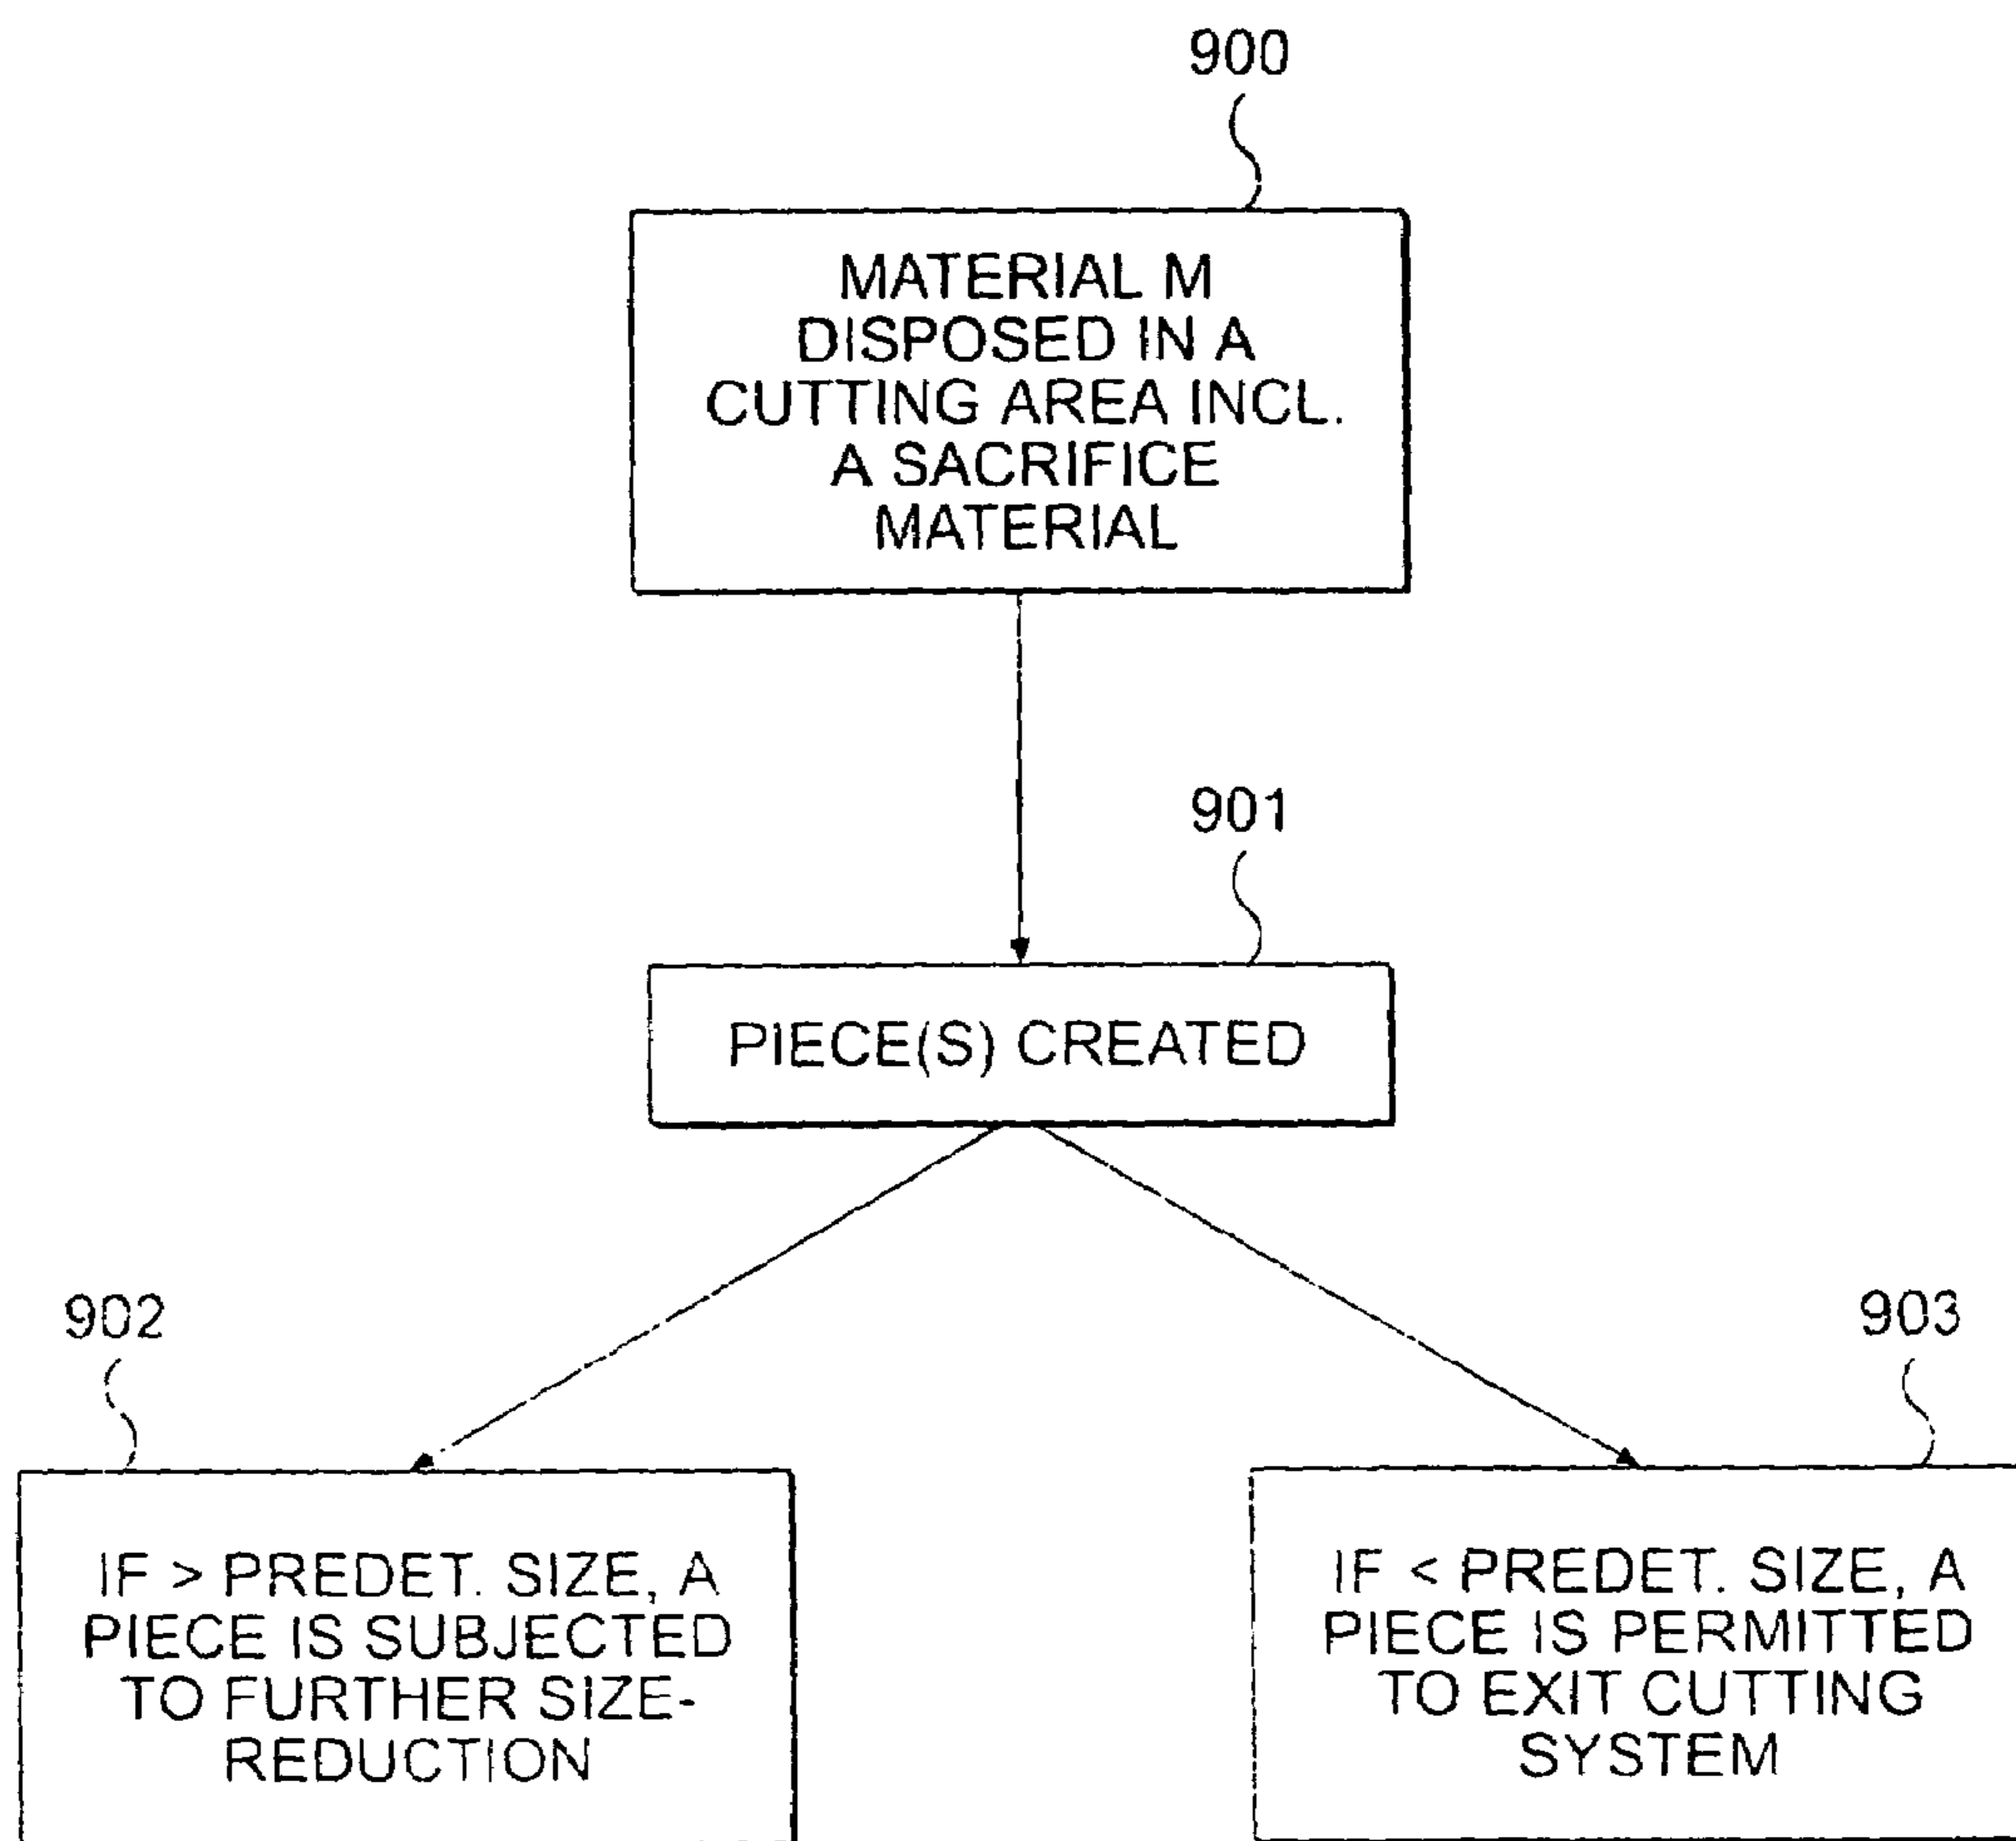 900
MATERIAL M
DISPOSED IN A
CUTTING AREA INCL.
A SACRIFICE
MATERIAL
901
PIECE(S) CREATED
902
IF > PREDET. SIZE, A
PIECE IS SUBJECTED
TO FURTHER SIZE-
REDUCTION
903
IF < PREDET. SIZE, A
PIECE IS PERMITTED
TO EXIT CUTTING
SYSTEM